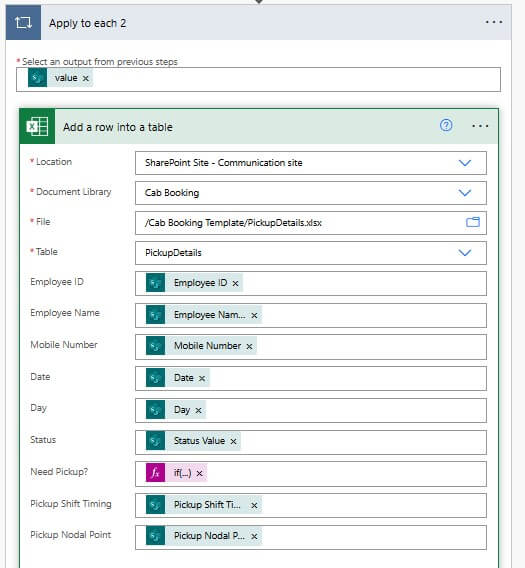 Apply to each 2
* Select an output from previous steps
value
Add a row into a table
* Location
SharePoint Site - Communication site
* Document Library
Cab Booking
* File
/Cab Booking Template/PickupDetails.xlsx
* Table
PickupDetails
Employee ID
Employee ID
Employee Name
Employee Nam...
Mobile Number
Mobile Number
Date
Date
Day
Day
Status
Status Value
Need Pickup?
fx if(...)
Pickup Shift Timing
Pickup Shift Ti...
Pickup Nodal Point
Pickup Nodal P...